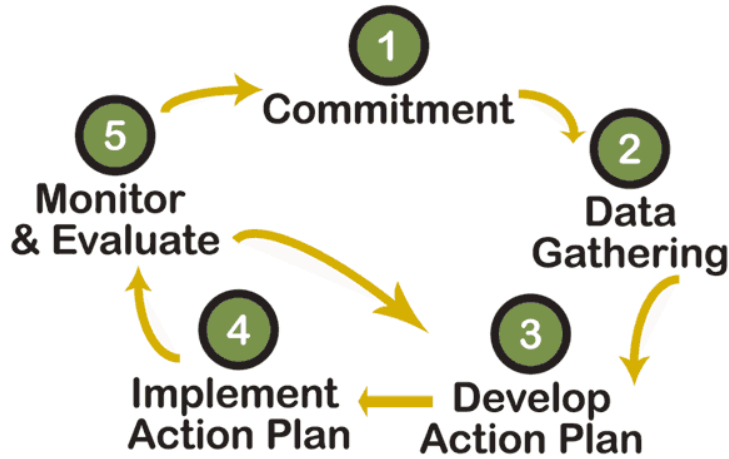 1
Commitment
2
Data
Gathering
3
Develop
Action Plan
4
Implement
Action Plan
5
Monitor
& Evaluate